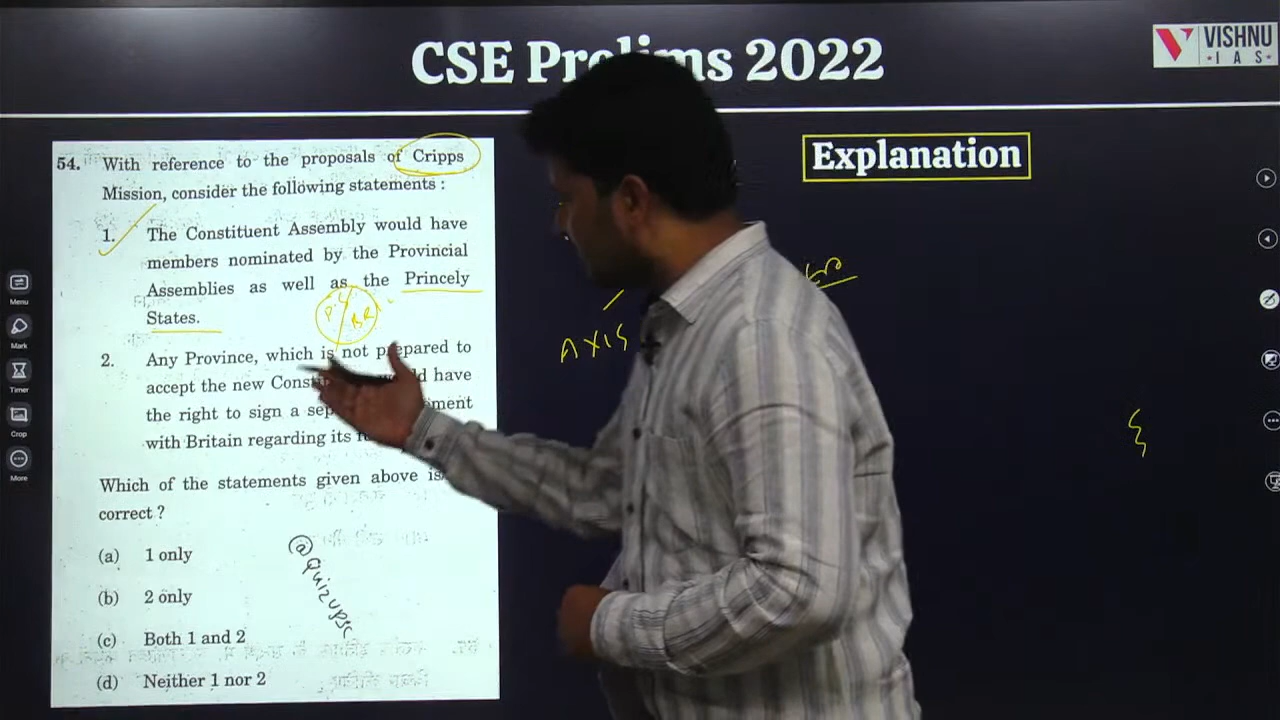 CSE Prelims 2022
VISHNU
IAS
Explanation
54. With reference to the proposals of Cripps
Mission, consider the following statements :
1. The Constituent Assembly would have
members nominated by the Provincial
Assemblies as well as the Princely
States.
2. Any Province, which is not prepared to
accept the new
have
the right to sign a
with Britain regarding its
Which of the statements given above
correct ?
(a) 1 only
(b) 2 only
(c) Both 1 and 2
(d) Neither 1 nor 2
@quizupsc
AXIS
Menu
Mark
Timer
Crop
More